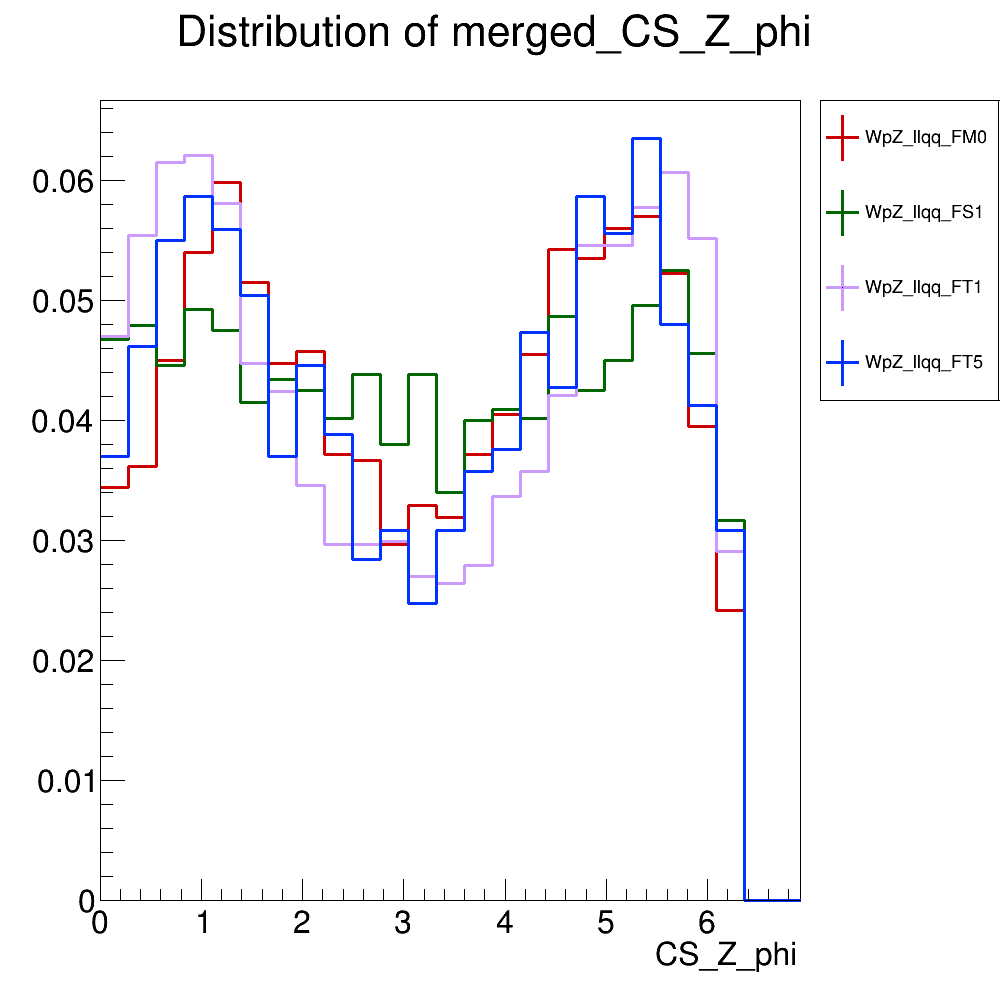 Distribution of merged_CS_Z_phi
WpZ_llqq_FM0
WpZ_llqq_FS1
WpZ_llqq_FT1
WpZ_llqq_FT5
0.06
0.05
0.04
0.03
0.02
0.01
0
0 1 2 3 4 5 6
CS_Z_phi